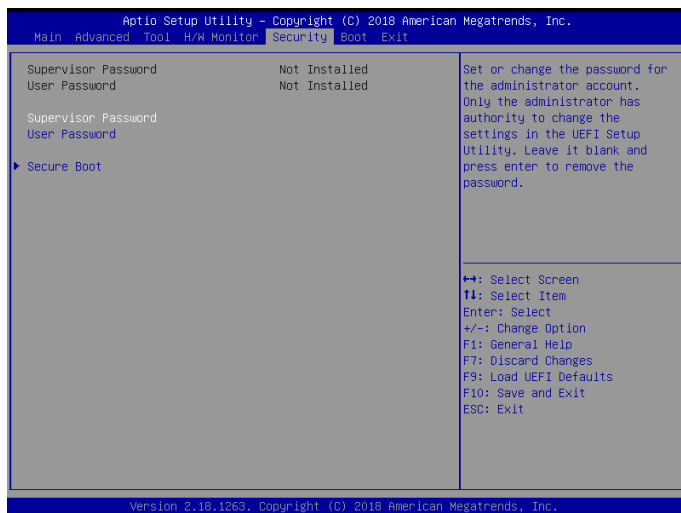 Aptio Setup Utility – Copyright (C) 2018 American Megatrends, Inc.
Main Advanced Tool H/W Monitor Security Boot Exit
Supervisor Password Not Installed
User Password Not Installed
Supervisor Password
User Password
Secure Boot
Set or change the password for
the administrator account.
Only the administrator has
authority to change the
settings in the UEFI Setup
Utility. Leave it blank and
press enter to remove the
password.
↔: Select Screen
↑↓: Select Item
Enter: Select
+/-: Change Option
F1: General Help
F7: Discard Changes
F9: Load UEFI Defaults
F10: Save and Exit
ESC: Exit
Version 2.18.1263. Copyright (C) 2018 American Megatrends, Inc.